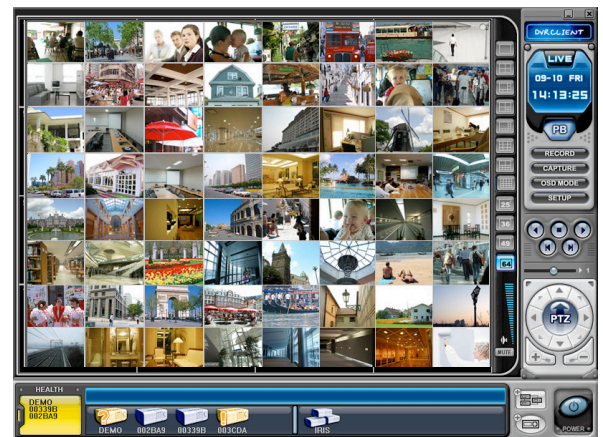 DVRCLIENT
LIVE
09-10 FRI
14:13:25
PB
RECORD
CAPTURE
OSD MODE
SETUP
25
36
49
64
1
PTZ
MUTE
HEALTH
DEMO
00339B
002BA9
DEMO
002BA9
00339B
003CDA
IRIS
POWER